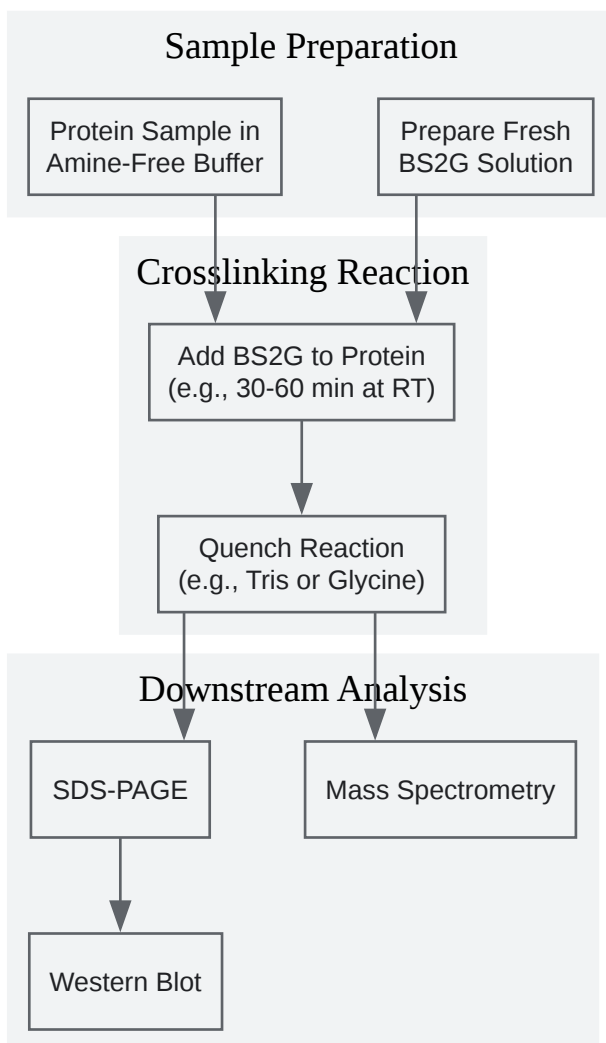 Sample Preparation
Protein Sample in
Amine-Free Buffer
Prepare Fresh
BS2G Solution
Crosslinking Reaction
Add BS2G to Protein
(e.g., 30-60 min at RT)
Quench Reaction
(e.g., Tris or Glycine)
Downstream Analysis
SDS-PAGE
Mass Spectrometry
Western Blot